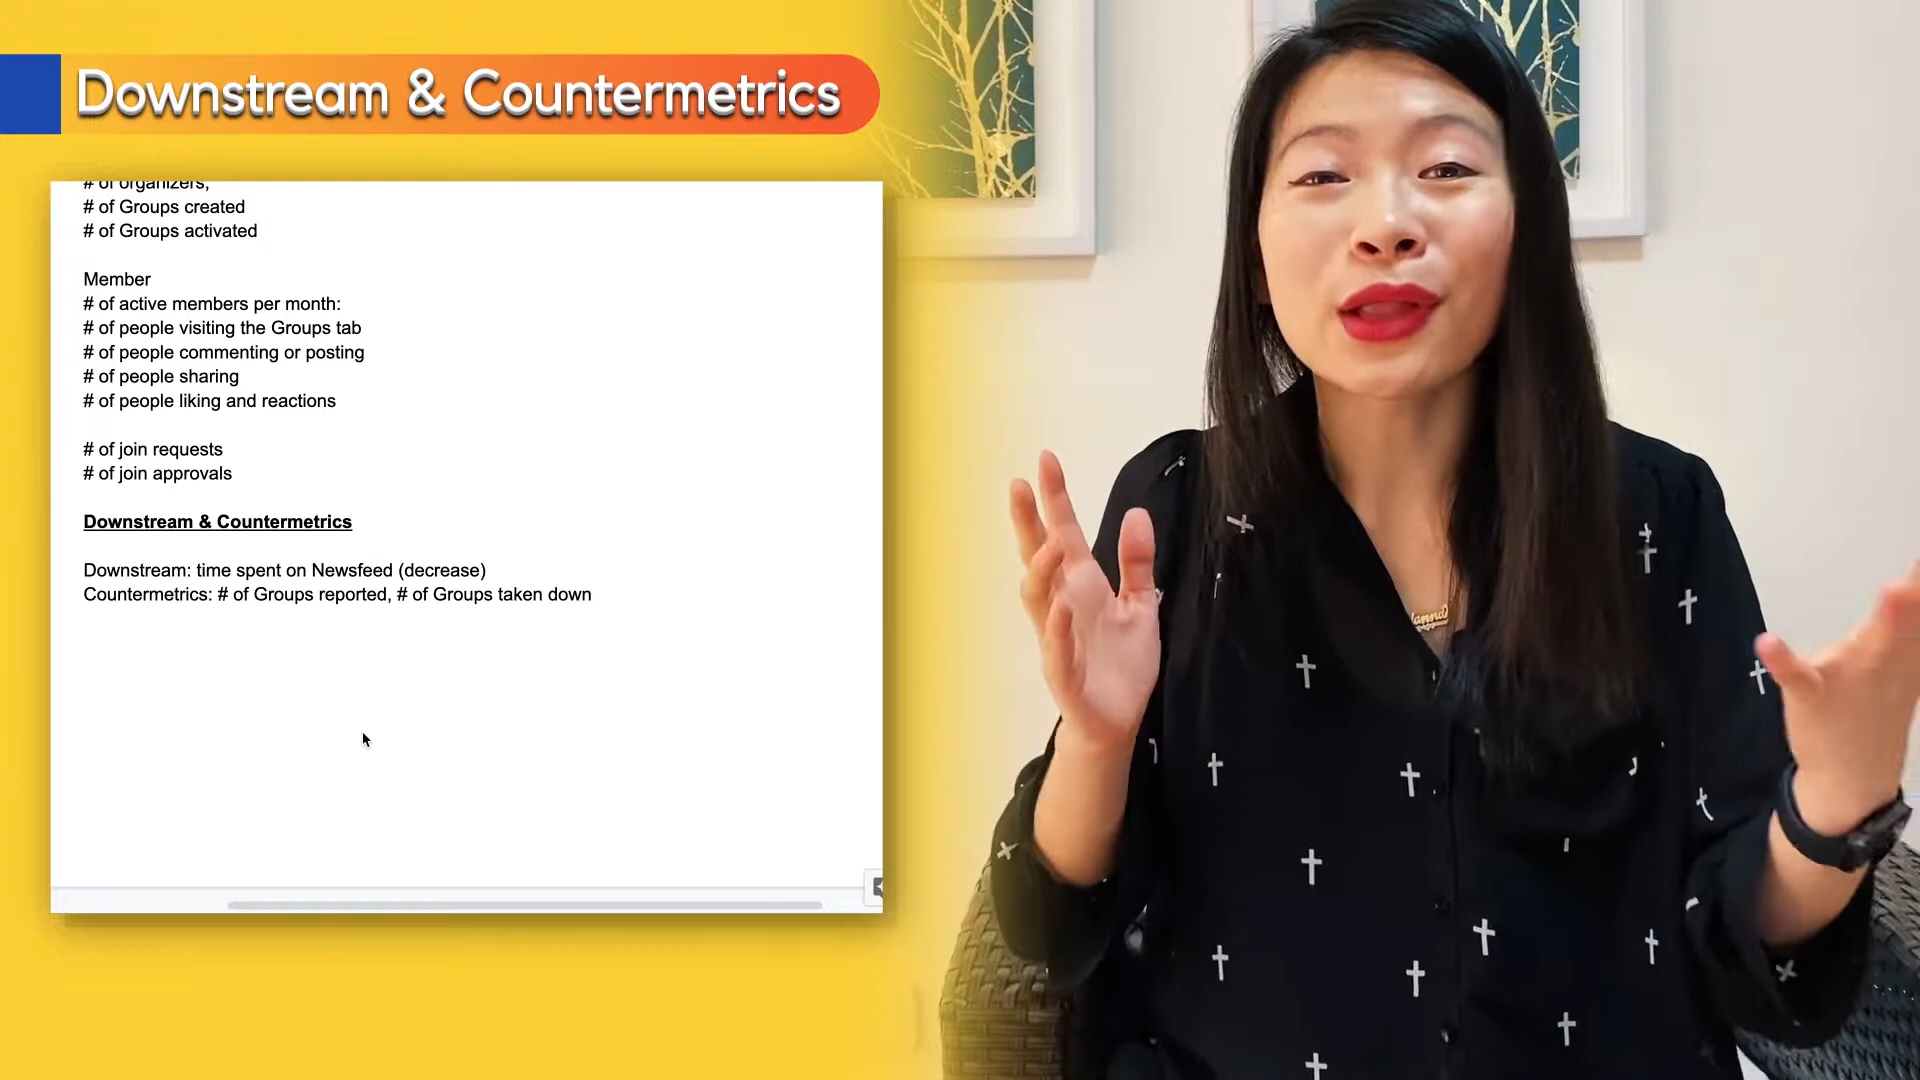 Downstream & Countermetrics
# of organizers,
# of Groups created
# of Groups activated
Member
# of active members per month:
# of people visiting the Groups tab
# of people commenting or posting
# of people sharing
# of people liking and reactions
# of join requests
# of join approvals
Downstream & Countermetrics
Downstream: time spent on Newsfeed (decrease)
Countermetrics: # of Groups reported, # of Groups taken down